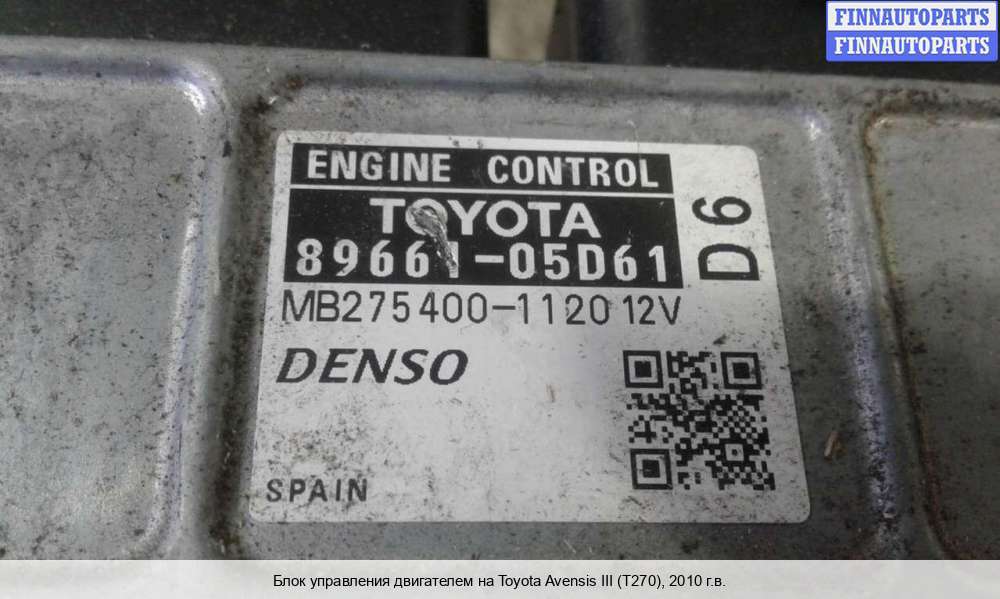 FINNAUTOPARTS
FINNAUTOPARTS
ENGINE CONTROL
TOYOTA
89661-05D61
D6
MB275400-1120 12V
DENSO
SPAIN
Блок управления двигателем на Toyota Avensis III (T270), 2010 г.в.